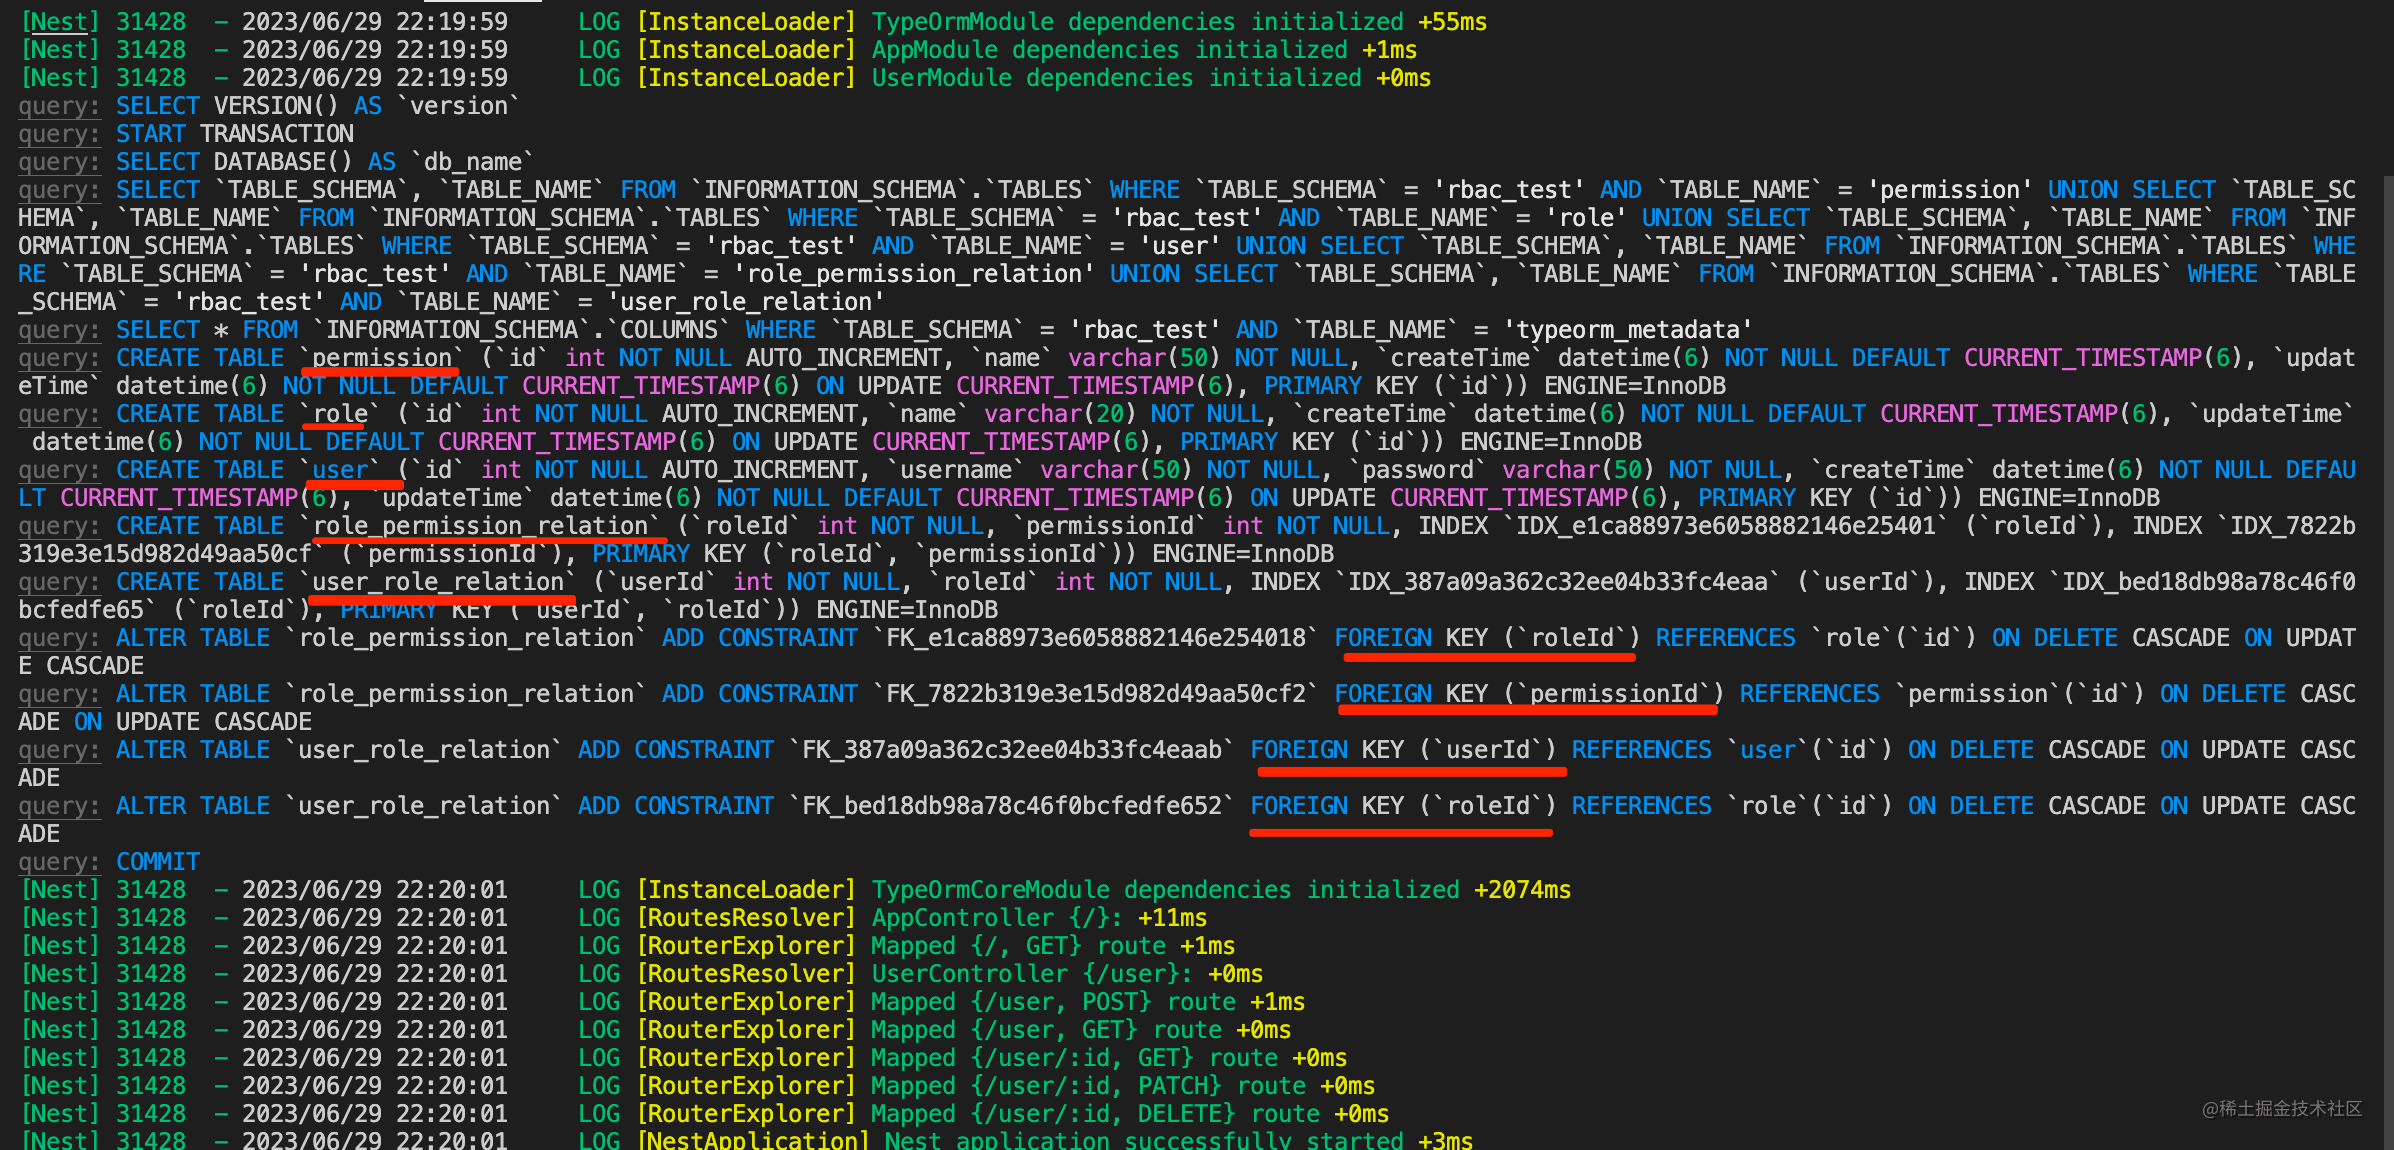 [Nest] 31428  - 2023/06/29 22:19:59     LOG [InstanceLoader] TypeOrmModule dependencies initialized +55ms
[Nest] 31428  - 2023/06/29 22:19:59     LOG [InstanceLoader] AppModule dependencies initialized +1ms
[Nest] 31428  - 2023/06/29 22:19:59     LOG [InstanceLoader] UserModule dependencies initialized +0ms
query: SELECT VERSION() AS `version`
query: START TRANSACTION
query: SELECT DATABASE() AS `db_name`
query: SELECT `TABLE_SCHEMA`, `TABLE_NAME` FROM `INFORMATION_SCHEMA`.`TABLES` WHERE `TABLE_SCHEMA` = 'rbac_test' AND `TABLE_NAME` = 'permission' UNION SELECT `TABLE_SC
HEMA`, `TABLE_NAME` FROM `INFORMATION_SCHEMA`.`TABLES` WHERE `TABLE_SCHEMA` = 'rbac_test' AND `TABLE_NAME` = 'role' UNION SELECT `TABLE_SCHEMA`, `TABLE_NAME` FROM `INF
ORMATION_SCHEMA`.`TABLES` WHERE `TABLE_SCHEMA` = 'rbac_test' AND `TABLE_NAME` = 'user' UNION SELECT `TABLE_SCHEMA`, `TABLE_NAME` FROM `INFORMATION_SCHEMA`.`TABLES` WHE
RE `TABLE_SCHEMA` = 'rbac_test' AND `TABLE_NAME` = 'role_permission_relation' UNION SELECT `TABLE_SCHEMA`, `TABLE_NAME` FROM `INFORMATION_SCHEMA`.`TABLES` WHERE `TABLE
_SCHEMA` = 'rbac_test' AND `TABLE_NAME` = 'user_role_relation'
query: SELECT * FROM `INFORMATION_SCHEMA`.`COLUMNS` WHERE `TABLE_SCHEMA` = 'rbac_test' AND `TABLE_NAME` = 'typeorm_metadata'
query: CREATE TABLE `permission` (`id` int NOT NULL AUTO_INCREMENT, `name` varchar(50) NOT NULL, `createTime` datetime(6) NOT NULL DEFAULT CURRENT_TIMESTAMP(6), `updat
eTime` datetime(6) NOT NULL DEFAULT CURRENT_TIMESTAMP(6) ON UPDATE CURRENT_TIMESTAMP(6), PRIMARY KEY (`id`)) ENGINE=InnoDB
query: CREATE TABLE `role` (`id` int NOT NULL AUTO_INCREMENT, `name` varchar(20) NOT NULL, `createTime` datetime(6) NOT NULL DEFAULT CURRENT_TIMESTAMP(6), `updateTime`
 datetime(6) NOT NULL DEFAULT CURRENT_TIMESTAMP(6) ON UPDATE CURRENT_TIMESTAMP(6), PRIMARY KEY (`id`)) ENGINE=InnoDB
query: CREATE TABLE `user` (`id` int NOT NULL AUTO_INCREMENT, `username` varchar(50) NOT NULL, `password` varchar(50) NOT NULL, `createTime` datetime(6) NOT NULL DEFAU
LT CURRENT_TIMESTAMP(6), `updateTime` datetime(6) NOT NULL DEFAULT CURRENT_TIMESTAMP(6) ON UPDATE CURRENT_TIMESTAMP(6), PRIMARY KEY (`id`)) ENGINE=InnoDB
query: CREATE TABLE `role_permission_relation` (`roleId` int NOT NULL, `permissionId` int NOT NULL, INDEX `IDX_e1ca88973e6058882146e25401` (`roleId`), INDEX `IDX_7822b
319e3e15d982d49aa50cf` (`permissionId`), PRIMARY KEY (`roleId`, `permissionId`)) ENGINE=InnoDB
query: CREATE TABLE `user_role_relation` (`userId` int NOT NULL, `roleId` int NOT NULL, INDEX `IDX_387a09a362c32ee04b33fc4eaa` (`userId`), INDEX `IDX_bed18db98a78c46f0
bcfedfe65` (`roleId`), PRIMARY KEY (`userId`, `roleId`)) ENGINE=InnoDB
query: ALTER TABLE `role_permission_relation` ADD CONSTRAINT `FK_e1ca88973e6058882146e254018` FOREIGN KEY (`roleId`) REFERENCES `role`(`id`) ON DELETE CASCADE ON UPDAT
E CASCADE
query: ALTER TABLE `role_permission_relation` ADD CONSTRAINT `FK_7822b319e3e15d982d49aa50cf2` FOREIGN KEY (`permissionId`) REFERENCES `permission`(`id`) ON DELETE CASC
ADE ON UPDATE CASCADE
query: ALTER TABLE `user_role_relation` ADD CONSTRAINT `FK_387a09a362c32ee04b33fc4eaab` FOREIGN KEY (`userId`) REFERENCES `user`(`id`) ON DELETE CASCADE ON UPDATE CASC
ADE
query: ALTER TABLE `user_role_relation` ADD CONSTRAINT `FK_bed18db98a78c46f0bcfedfe652` FOREIGN KEY (`roleId`) REFERENCES `role`(`id`) ON DELETE CASCADE ON UPDATE CASC
ADE
query: COMMIT
[Nest] 31428  - 2023/06/29 22:20:01     LOG [InstanceLoader] TypeOrmCoreModule dependencies initialized +2074ms
[Nest] 31428  - 2023/06/29 22:20:01     LOG [RoutesResolver] AppController {/}: +11ms
[Nest] 31428  - 2023/06/29 22:20:01     LOG [RouterExplorer] Mapped {/, GET} route +1ms
[Nest] 31428  - 2023/06/29 22:20:01     LOG [RoutesResolver] UserController {/user}: +0ms
[Nest] 31428  - 2023/06/29 22:20:01     LOG [RouterExplorer] Mapped {/user, POST} route +1ms
[Nest] 31428  - 2023/06/29 22:20:01     LOG [RouterExplorer] Mapped {/user, GET} route +0ms
[Nest] 31428  - 2023/06/29 22:20:01     LOG [RouterExplorer] Mapped {/user/:id, GET} route +0ms
[Nest] 31428  - 2023/06/29 22:20:01     LOG [RouterExplorer] Mapped {/user/:id, PATCH} route +0ms
[Nest] 31428  - 2023/06/29 22:20:01     LOG [RouterExplorer] Mapped {/user/:id, DELETE} route +0ms
@稀土掘金技术社区
[Nest] 31428  - 2023/06/29 22:20:01     LOG [NestApplication] Nest application successfully started +3ms